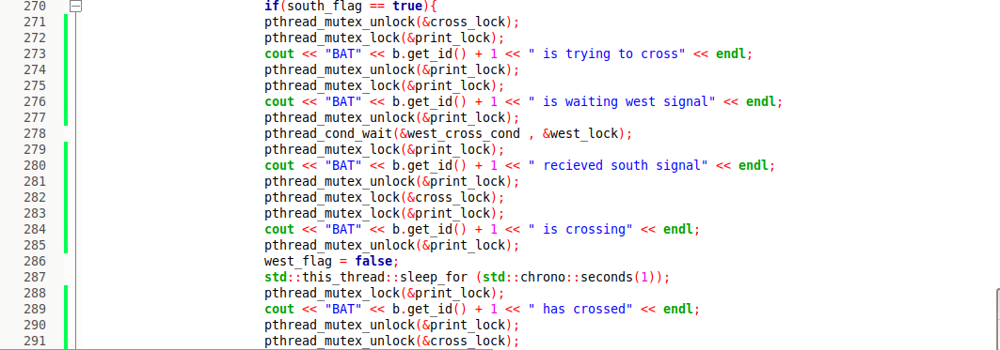 270 if(south_flag == true){
271 pthread_mutex_unlock(&cross_lock);
272 pthread_mutex_lock(&print_lock);
273 cout << "BAT" << b.get_id() + 1 << " is trying to cross" << endl;
274 pthread_mutex_unlock(&print_lock);
275 pthread_mutex_lock(&print_lock);
276 cout << "BAT" << b.get_id() + 1 << " is waiting west signal" << endl;
277 pthread_mutex_unlock(&print_lock);
278 pthread_cond_wait(&west_cross_cond , &west_lock);
279 pthread_mutex_lock(&print_lock);
280 cout << "BAT" << b.get_id() + 1 << " recieved south signal" << endl;
281 pthread_mutex_unlock(&print_lock);
282 pthread_mutex_lock(&cross_lock);
283 pthread_mutex_lock(&print_lock);
284 cout << "BAT" << b.get_id() + 1 << " is crossing" << endl;
285 pthread_mutex_unlock(&print_lock);
286 west_flag = false;
287 std::this_thread::sleep_for (std::chrono::seconds(1));
288 pthread_mutex_lock(&print_lock);
289 cout << "BAT" << b.get_id() + 1 << " has crossed" << endl;
290 pthread_mutex_unlock(&print_lock);
291 pthread_mutex_unlock(&cross_lock);